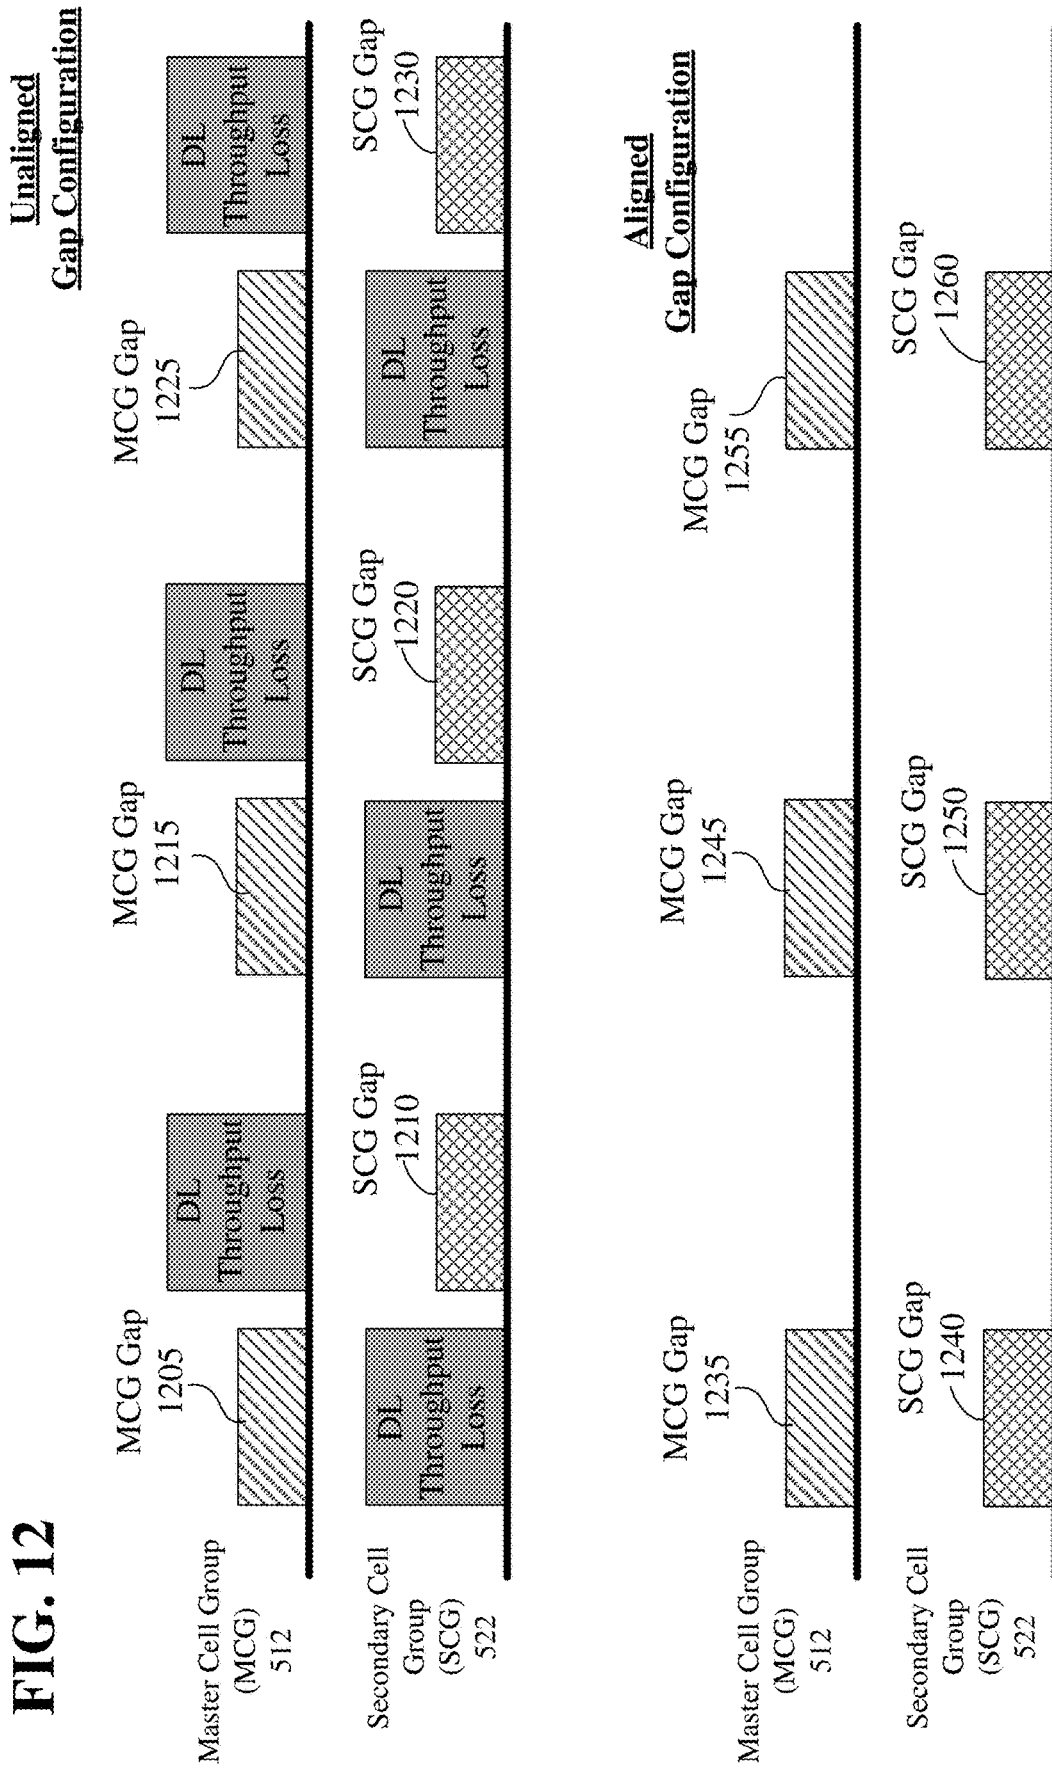 FIG. 12
Unaligned
Gap Configuration
Master Cell Group
(MCG)
512
MCG Gap
1205
DL
Throughput
Loss
MCG Gap
1215
DL
Throughput
Loss
MCG Gap
1225
DL
Throughput
Loss
Secondary Cell
Group
(SCG)
522
DL
Throughput
Loss
SCG Gap
1210
DL
Throughput
Loss
SCG Gap
1220
DL
Throughput
Loss
SCG Gap
1230
Aligned
Gap Configuration
Master Cell Group
(MCG)
512
MCG Gap
1235
MCG Gap
1245
MCG Gap
1255
Secondary Cell
Group
(SCG)
522
SCG Gap
1240
SCG Gap
1250
SCG Gap
1260